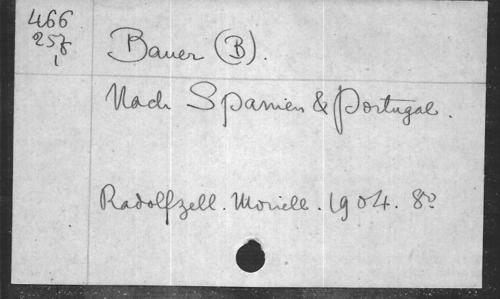 466
257
1
Bauer (B).
Nach Spanien & Portugal.
Radolfzell. Moriell. 1904. 8º